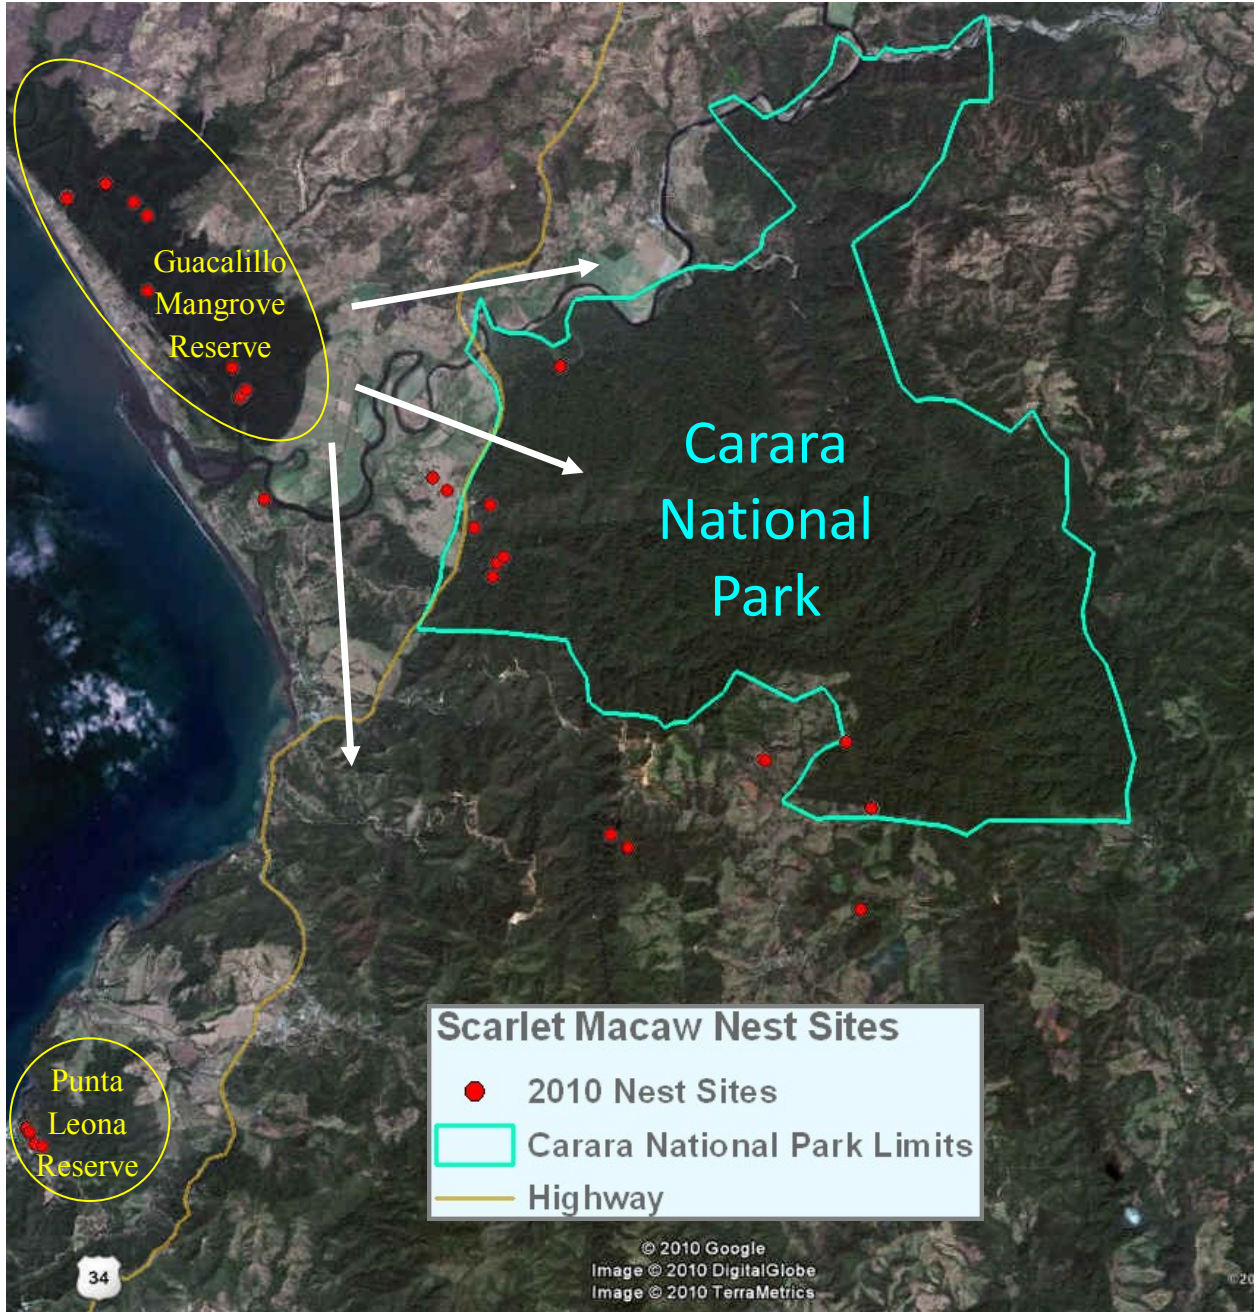 Guacalillo
Mangrove
Reserve
Carara
National
Park
Scarlet Macaw Nest Sites
2010 Nest Sites
Carara National Park Limits
Highway
Punta
Leona
Reserve
34
© 2010 Google
Image © 2010 DigitalGlobe
Image © 2010 TerraMetrics